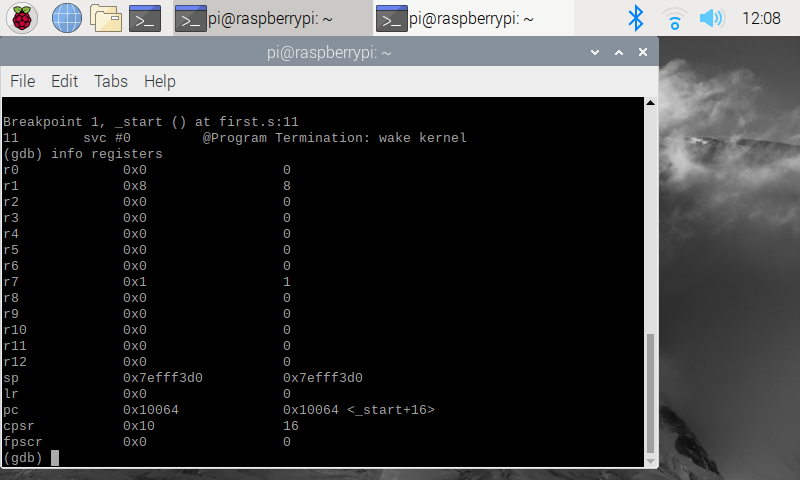 pi@raspberrypi: ~ pi@raspberrypi: ~ 12:08
pi@raspberrypi: ~
File Edit Tabs Help
Breakpoint 1, _start () at first.s:11
11        svc #0         @Program Termination: wake kernel
(gdb) info registers
r0             0x0                 0
r1             0x8                 8
r2             0x0                 0
r3             0x0                 0
r4             0x0                 0
r5             0x0                 0
r6             0x0                 0
r7             0x1                 1
r8             0x0                 0
r9             0x0                 0
r10            0x0                 0
r11            0x0                 0
r12            0x0                 0
sp             0x7efff3d0          0x7efff3d0
lr             0x0                 0
pc             0x10064             0x10064 <_start+16>
cpsr           0x10                16
fpscr          0x0                 0
(gdb)